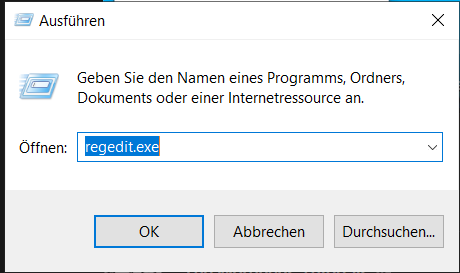 Ausführen
Geben Sie den Namen eines Programms, Ordners,
Dokuments oder einer Internetressource an.
Öffnen: regedit.exe
OK Abbrechen Durchsuchen...